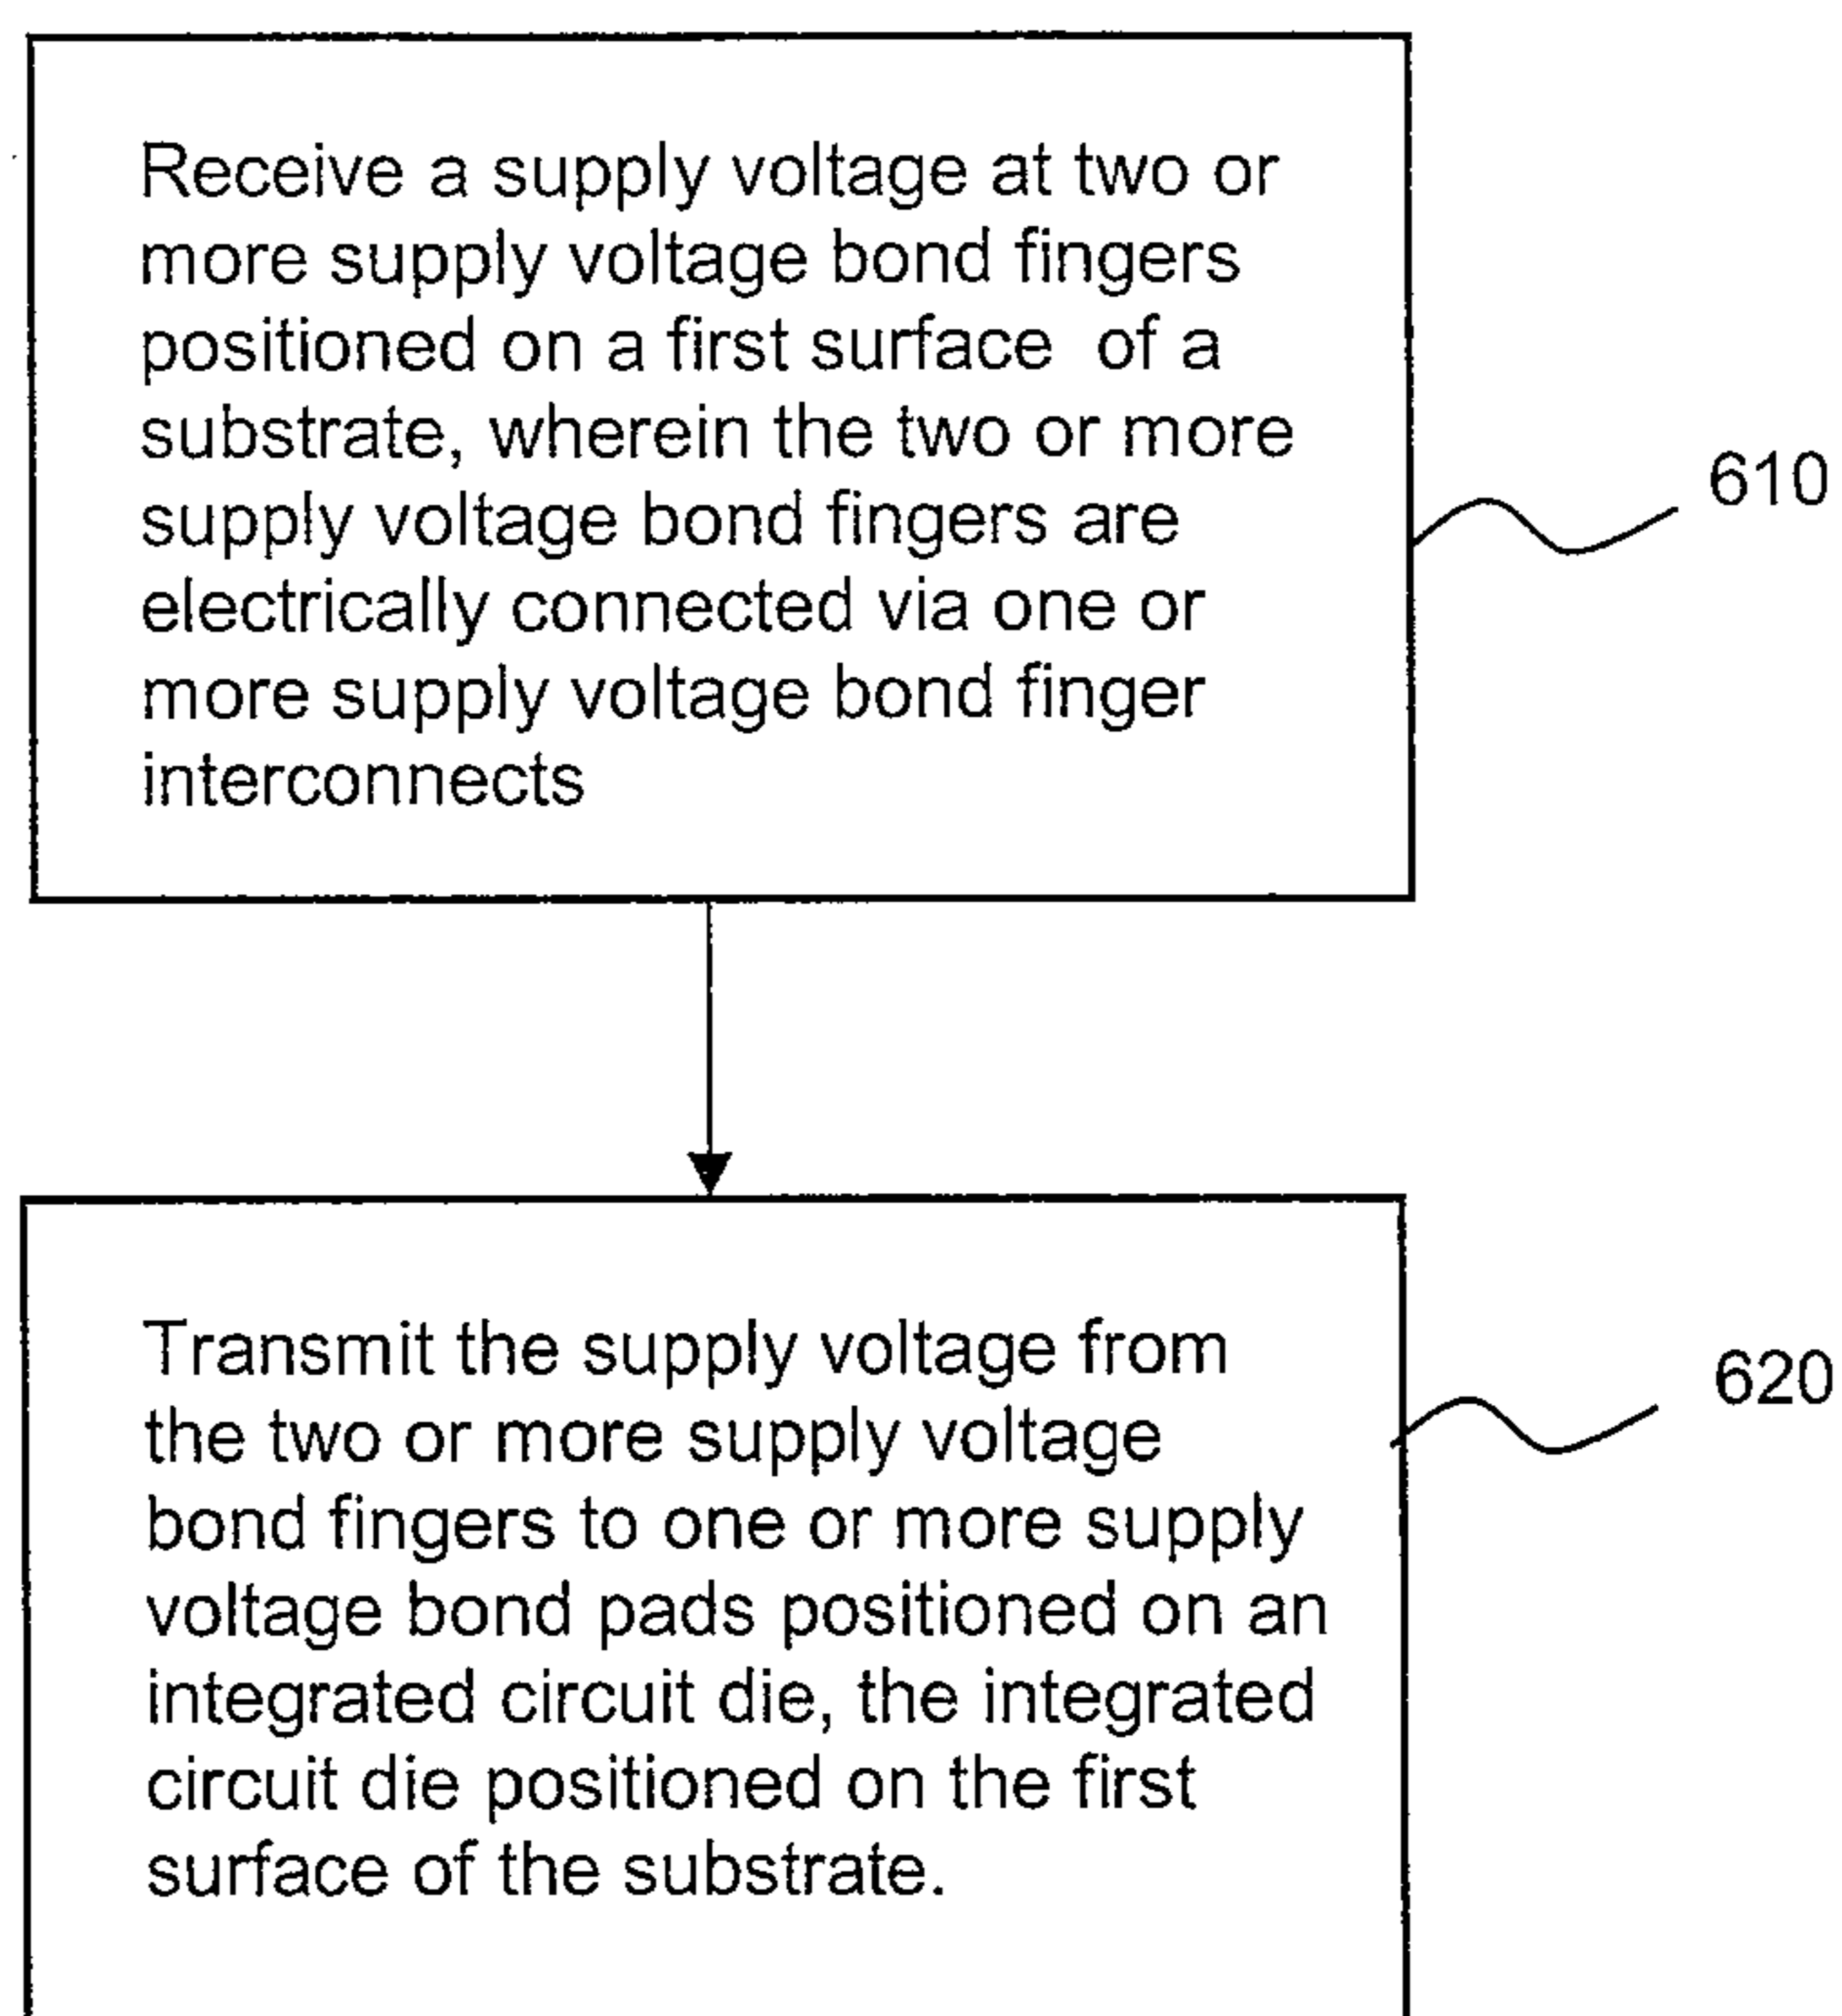 Receive a supply voltage at two or
more supply voltage bond fingers
positioned on a first surface of a
substrate, wherein the two or more
supply voltage bond fingers are
electrically connected via one or
more supply voltage bond finger
interconnects
610
Transmit the supply voltage from
the two or more supply voltage
bond fingers to one or more supply
voltage bond pads positioned on an
integrated circuit die, the integrated
circuit die positioned on the first
surface of the substrate.
620